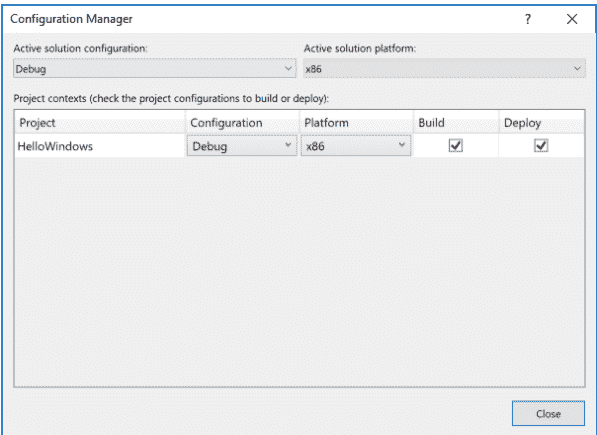 Configuration Manager
Active solution configuration: Active solution platform:
Debug x86
Project contexts (check the project configurations to build or deploy):
Project Configuration Platform Build Deploy
HelloWindows Debug x86
Close